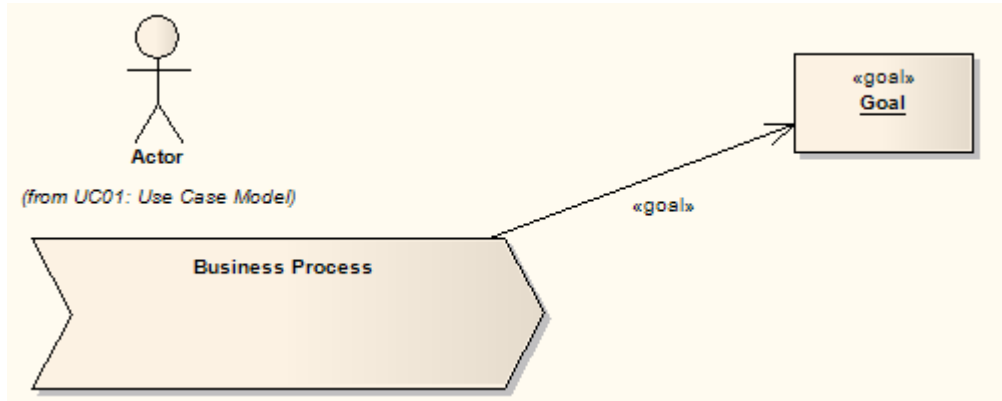 Actor
(from UC01: Use Case Model)
«goal»
Goal
«goal»
Business Process